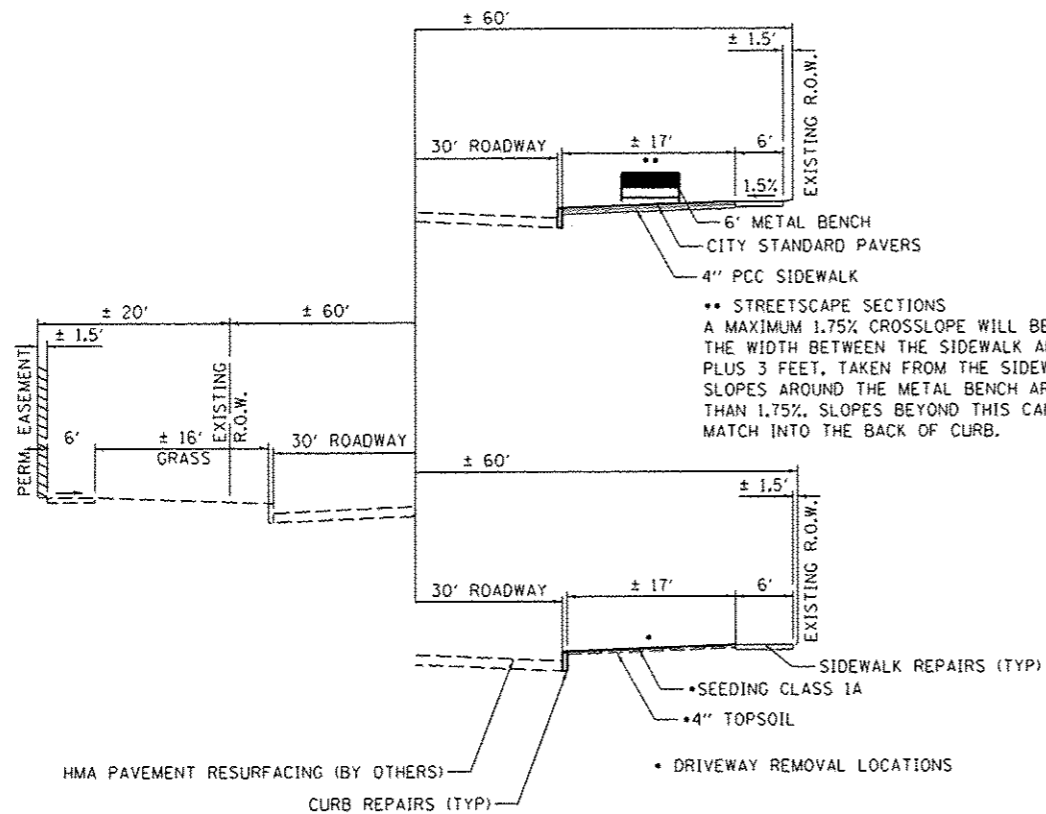 ± 60'
± 1.5'
EXISTING R.O.W.
30' ROADWAY
± 17'
6'
••
1.5%
6' METAL BENCH
CITY STANDARD PAVERS
4" PCC SIDEWALK
•• STREETSCAPE SECTIONS
A MAXIMUM 1.75% CROSSLOPE WILL BE
THE WIDTH BETWEEN THE SIDEWALK
PLUS 3 FEET, TAKEN FROM THE
SLOPES AROUND THE METAL BENCH
THAN 1.75%. SLOPES BEYOND THIS
MATCH INTO THE BACK OF CURB.
± 20'
± 60'
± 1.5'
PERM. EASEMENT
EXISTING
R.O.W.
6'
± 16'
GRASS
30' ROADWAY
± 60'
± 1.5'
EXISTING R.O.W.
30' ROADWAY
± 17'
6'
•
SIDEWALK REPAIRS (TYP)
•SEEDING CLASS 1A
•4" TOPSOIL
HMA PAVEMENT RESURFACING (BY OTHERS)
• DRIVEWAY REMOVAL LOCATIONS
CURB REPAIRS (TYP)